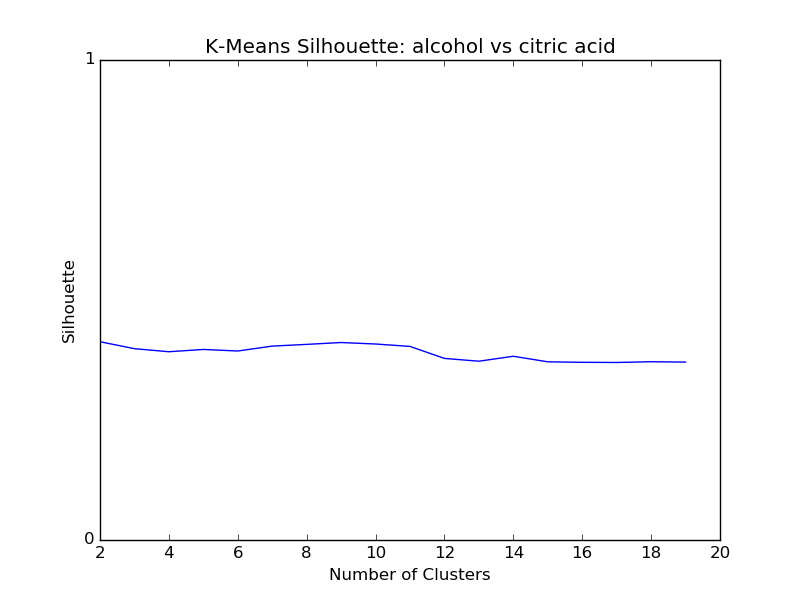 K-Means Silhouette: alcohol vs citric acid
1
Silhouette
0
2 4 6 8 10 12 14 16 18 20
Number of Clusters